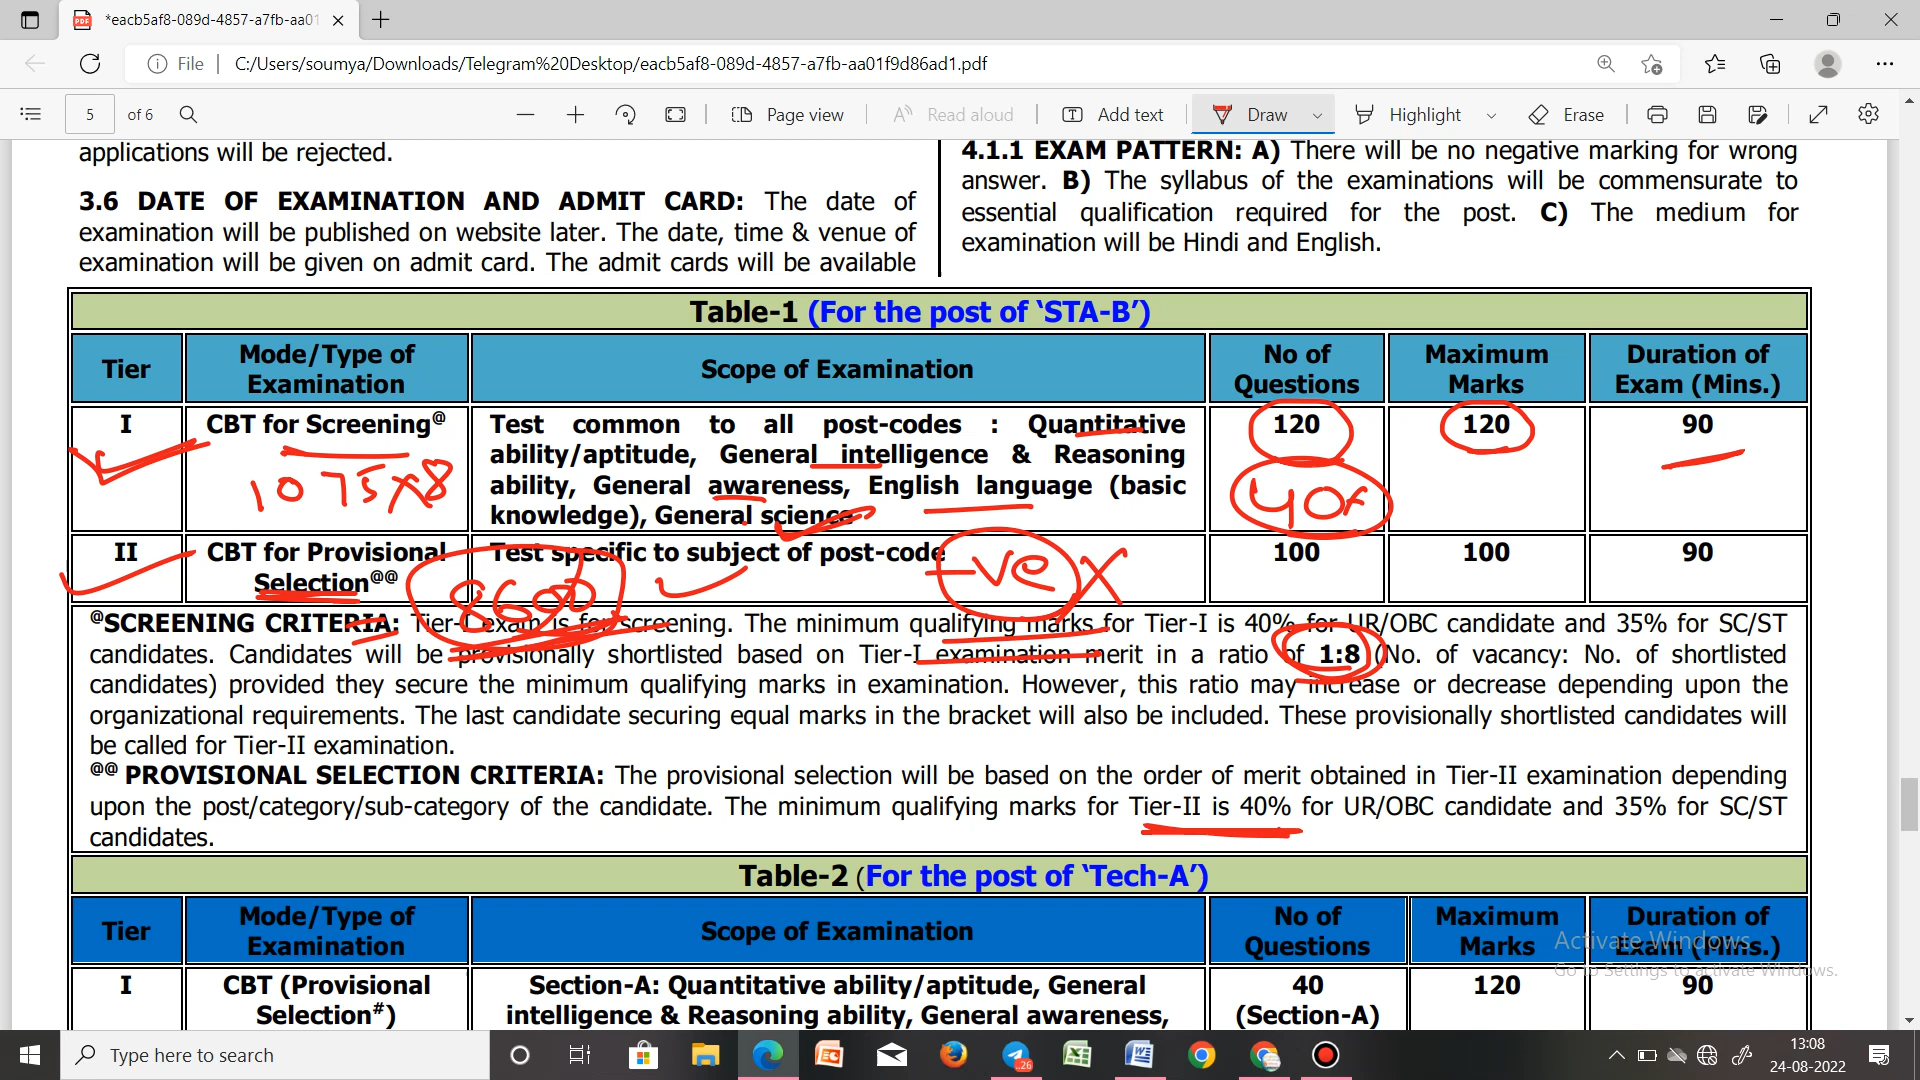 *eacb5af8-089d-4857-a7fb-aa01
File
C:/Users/soumya/Downloads/Telegram%20Desktop/eacb5af8-089d-4857-a7fb-aa01f9d86ad1.pdf
5 of 6
Page view
Read aloud
Add text
Draw
Highlight
Erase
applications will be rejected.
3.6 DATE OF EXAMINATION AND ADMIT CARD: The date of
examination will be published on website later. The date, time & venue of
examination will be given on admit card. The admit cards will be available
4.1.1 EXAM PATTERN: A) There will be no negative marking for wrong
answer. B) The syllabus of the examinations will be commensurate to
essential qualification required for the post. C) The medium for
examination will be Hindi and English.
Table-1 (For the post of ‘STA-B’)
Tier
Mode/Type of
Examination
Scope of Examination
No of
Questions
Maximum
Marks
Duration of
Exam (Mins.)
I
CBT for Screening@
1075x8
Test common to all post-codes : Quantitative
ability/aptitude, General intelligence & Reasoning
ability, General awareness, English language (basic
knowledge), General science
120
120
90
II
CBT for Provisional
Selection@@
Test specific to subject of post-code
-ve X
100
100
90
@SCREENING CRITERIA: Tier-I exam is for screening. The minimum qualifying marks for Tier-I is 40% for UR/OBC candidate and 35% for SC/ST
candidates. Candidates will be provisionally shortlisted based on Tier-I examination merit in a ratio of 1:8 (No. of vacancy: No. of shortlisted
candidates) provided they secure the minimum qualifying marks in examination. However, this ratio may increase or decrease depending upon the
organizational requirements. The last candidate securing equal marks in the bracket will also be included. These provisionally shortlisted candidates will
be called for Tier-II examination.
@@ PROVISIONAL SELECTION CRITERIA: The provisional selection will be based on the order of merit obtained in Tier-II examination depending
upon the post/category/sub-category of the candidate. The minimum qualifying marks for Tier-II is 40% for UR/OBC candidate and 35% for SC/ST
candidates.
Table-2 (For the post of ‘Tech-A’)
Tier
Mode/Type of
Examination
Scope of Examination
No of
Questions
Maximum
Marks
Duration of
Exam (Mins.)
I
CBT (Provisional
Selection#)
Section-A: Quantitative ability/aptitude, General
intelligence & Reasoning ability, General awareness,
40
(Section-A)
120
90
Activate Windows
Go to Settings to activate Windows.
Type here to search
26
13:08
24-08-2022